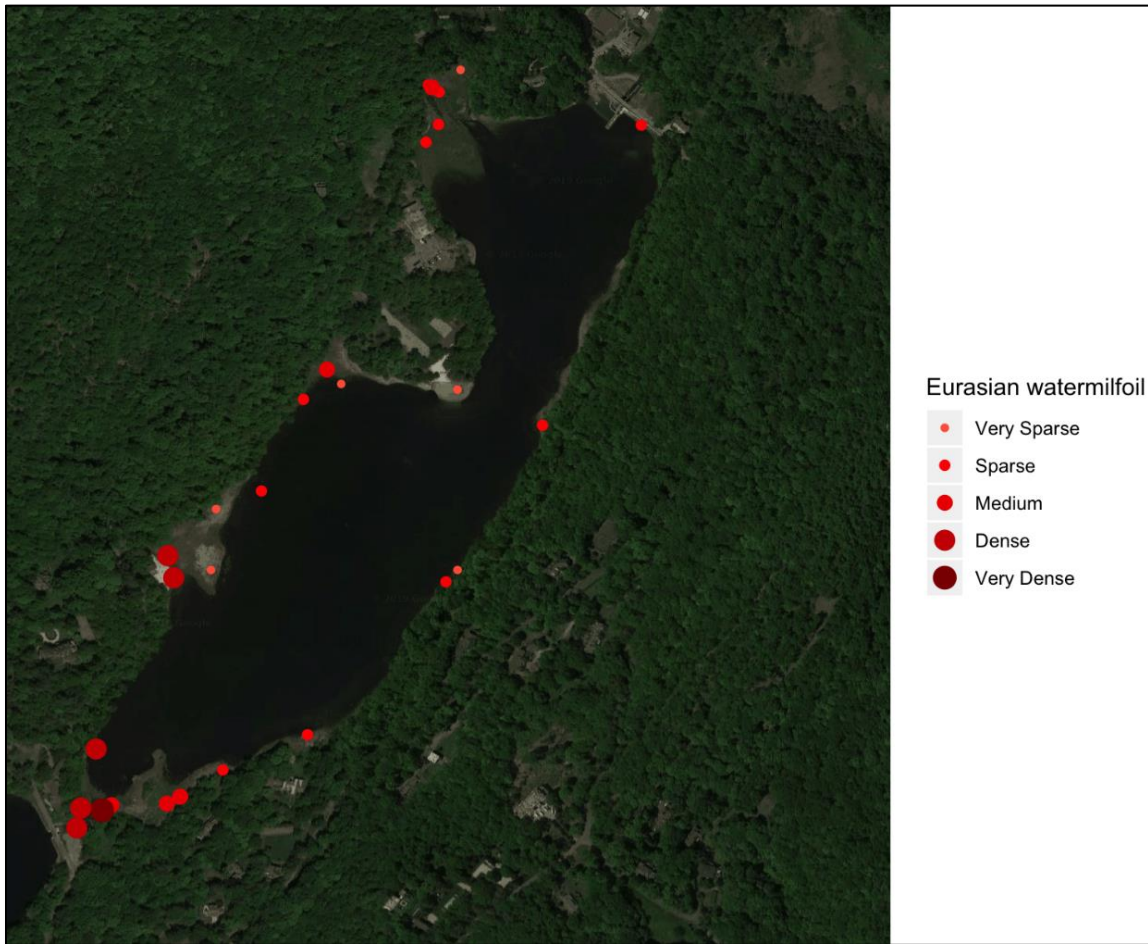 Eurasian watermilfoil
Very Sparse
Sparse
Medium
Dense
Very Dense